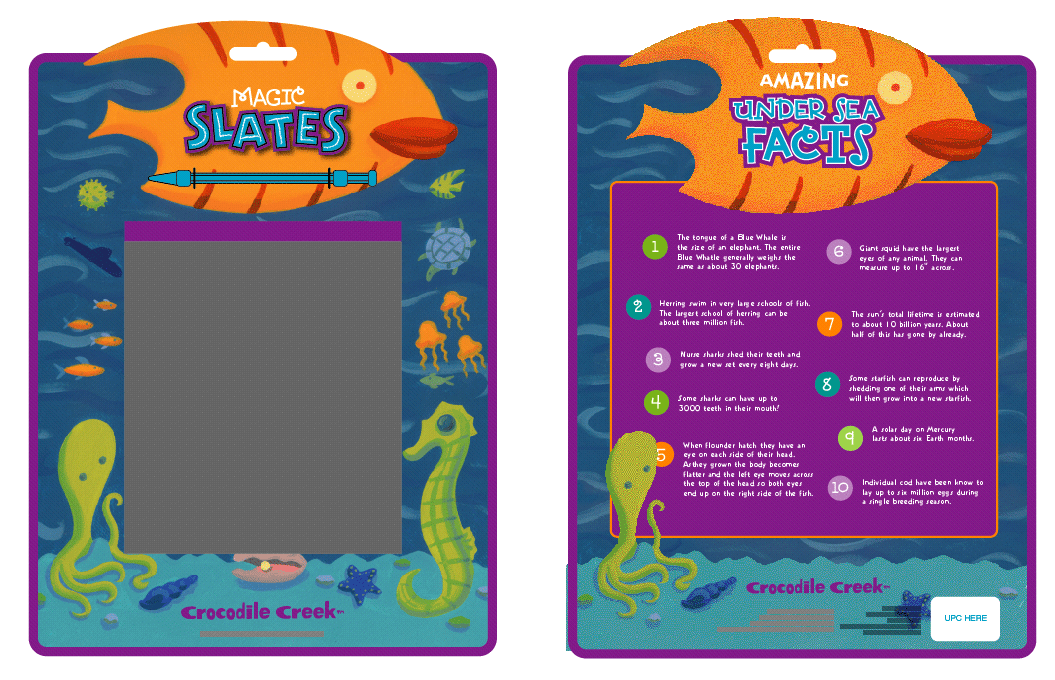 MAGIC
SLATES
Crocodile Creek™
AMAZING
UNDER SEA
FACTS
1
The tongue of a Blue Whale is
the size of an elephant. The entire
Blue Whatle generally weighs the
same as about 30 elephants.
2
Herring swim in very large schools of fish.
The largest school of herring can be
about three million fish.
3
Nurse sharks shed their teeth and
grow a new set every eight days.
4
Some sharks can have up to
3000 teeth in their mouth!
5
When flounder hatch they have an
eye on each side of their head.
Asthey grown the body becomes
flatter and the left eye moves across
the top of the head so both eyes
end up on the right side of the fish.
6
Giant squid have the largest
eyes of any animal. They can
measure up to 16" across.
7
The sun's total lifetime is estimated
to about 10 billion years. About
half of this has gone by already.
8
Some starfish can reproduce by
shedding one of their arms which
will then grow into a new starfish.
9
A solar day on Mercury
lasts about six Earth months.
10
Individual cod have been know to
lay up to six million eggs during
a single breeding season.
Crocodile Creek™
UPC HERE